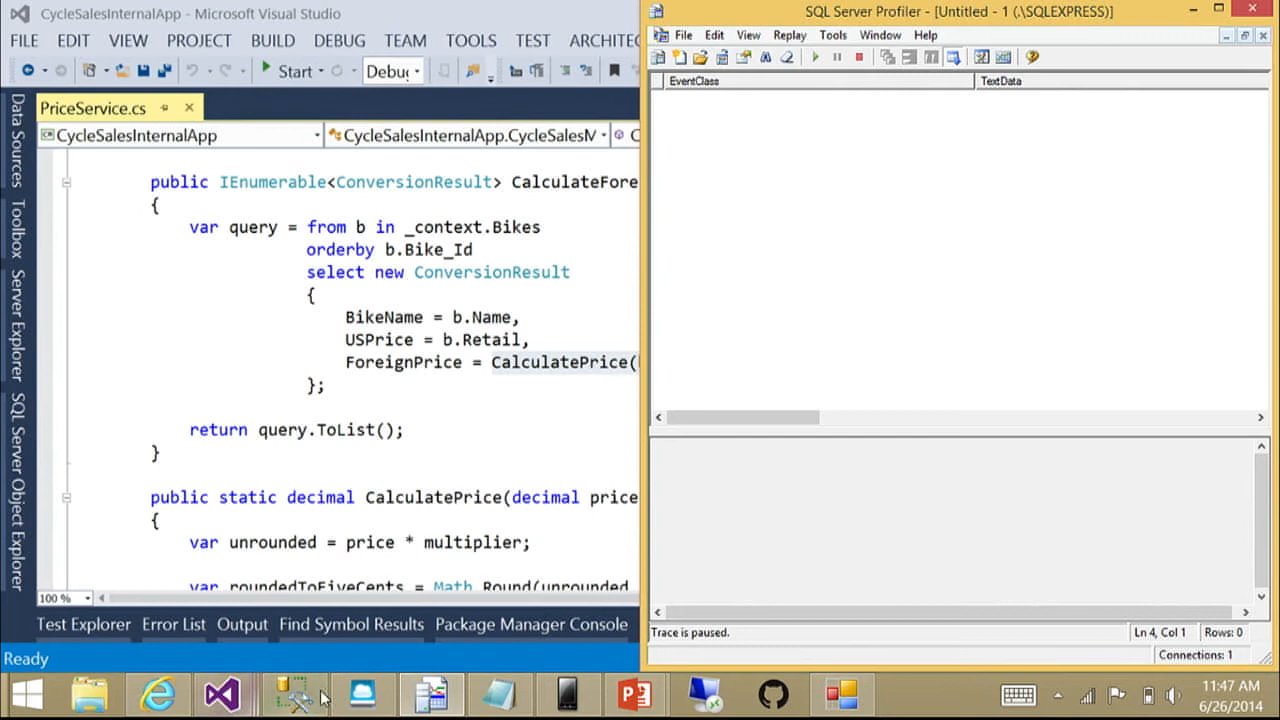 CycleSalesInternalApp - Microsoft Visual Studio
FILE EDIT VIEW PROJECT BUILD DEBUG TEAM TOOLS TEST ARCHITEC
Start Debug
Data Sources
Toolbox
Server Explorer
SQL Server Object Explorer
PriceService.cs
CycleSalesInternalApp CycleSalesInternalApp.CycleSalesM C
public IEnumerable<ConversionResult> CalculateFore
{
var query = from b in _context.Bikes
orderby b.Bike_Id
select new ConversionResult
{
BikeName = b.Name,
USPrice = b.Retail,
ForeignPrice = CalculatePrice(
};
return query.ToList();
}
public static decimal CalculatePrice(decimal price
{
var unrounded = price * multiplier;
var roundedToFiveCents = Math.Round(unrounded
100 %
Test Explorer Error List Output Find Symbol Results Package Manager Console
Ready
SQL Server Profiler - [Untitled - 1 (.\SQLEXPRESS)]
File Edit View Replay Tools Window Help
EventClass TextData
Trace is paused. Ln 4, Col 1 Rows: 0
Connections: 1
11:47 AM
6/26/2014